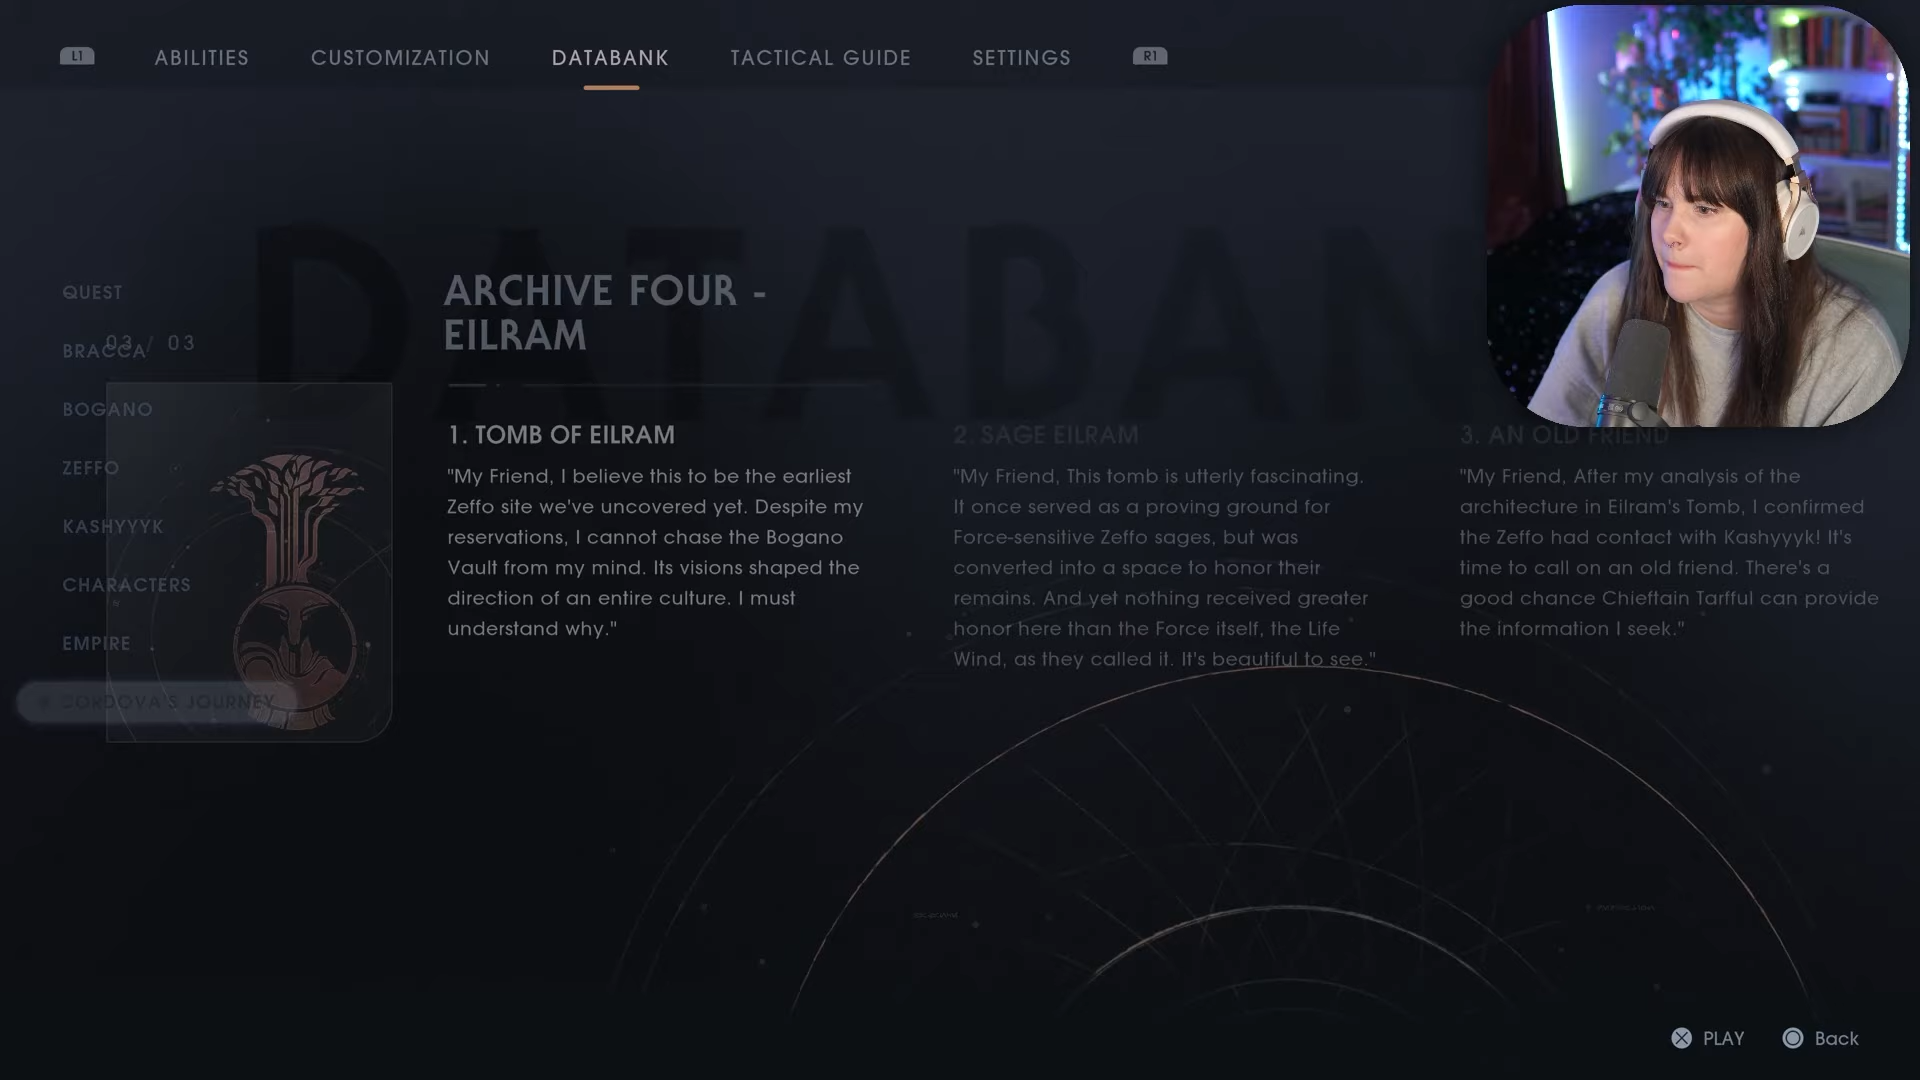 L1 ABILITIES CUSTOMIZATION DATABANK TACTICAL GUIDE SETTINGS R1
DATABAN
QUEST
03 / 03
BRACCA
BOGANO
ZEFFO
KASHYYYK
CHARACTERS
EMPIRE
CORDOVA'S JOURNEY
ARCHIVE FOUR -
EILRAM
1. TOMB OF EILRAM
"My Friend, I believe this to be the earliest
Zeffo site we've uncovered yet. Despite my
reservations, I cannot chase the Bogano
Vault from my mind. Its visions shaped the
direction of an entire culture. I must
understand why."
2. SAGE EILRAM
"My Friend, This tomb is utterly fascinating.
It once served as a proving ground for
Force-sensitive Zeffo sages, but was
converted into a space to honor their
remains. And yet nothing received greater
honor here than the Force itself, the Life
Wind, as they called it. It's beautiful to see."
3. AN OLD FRIEND
"My Friend, After my analysis of the
architecture in Eilram's Tomb, I confirmed
the Zeffo had contact with Kashyyyk! It's
time to call on an old friend. There's a
good chance Chieftain Tarfful can provide
the information I seek."
PLAY Back